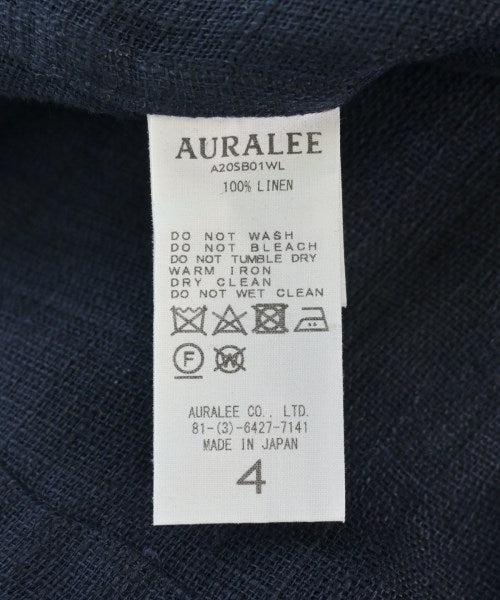 AURALEE
A20SB01WL
100% LINEN
DO NOT WASH
DO NOT BLEACH
DO NOT TUMBLE DRY
WARM IRON
DRY CLEAN
DO NOT WET CLEAN
F W
AURALEE CO., LTD.
81-(3)-6427-7141
MADE IN JAPAN
4